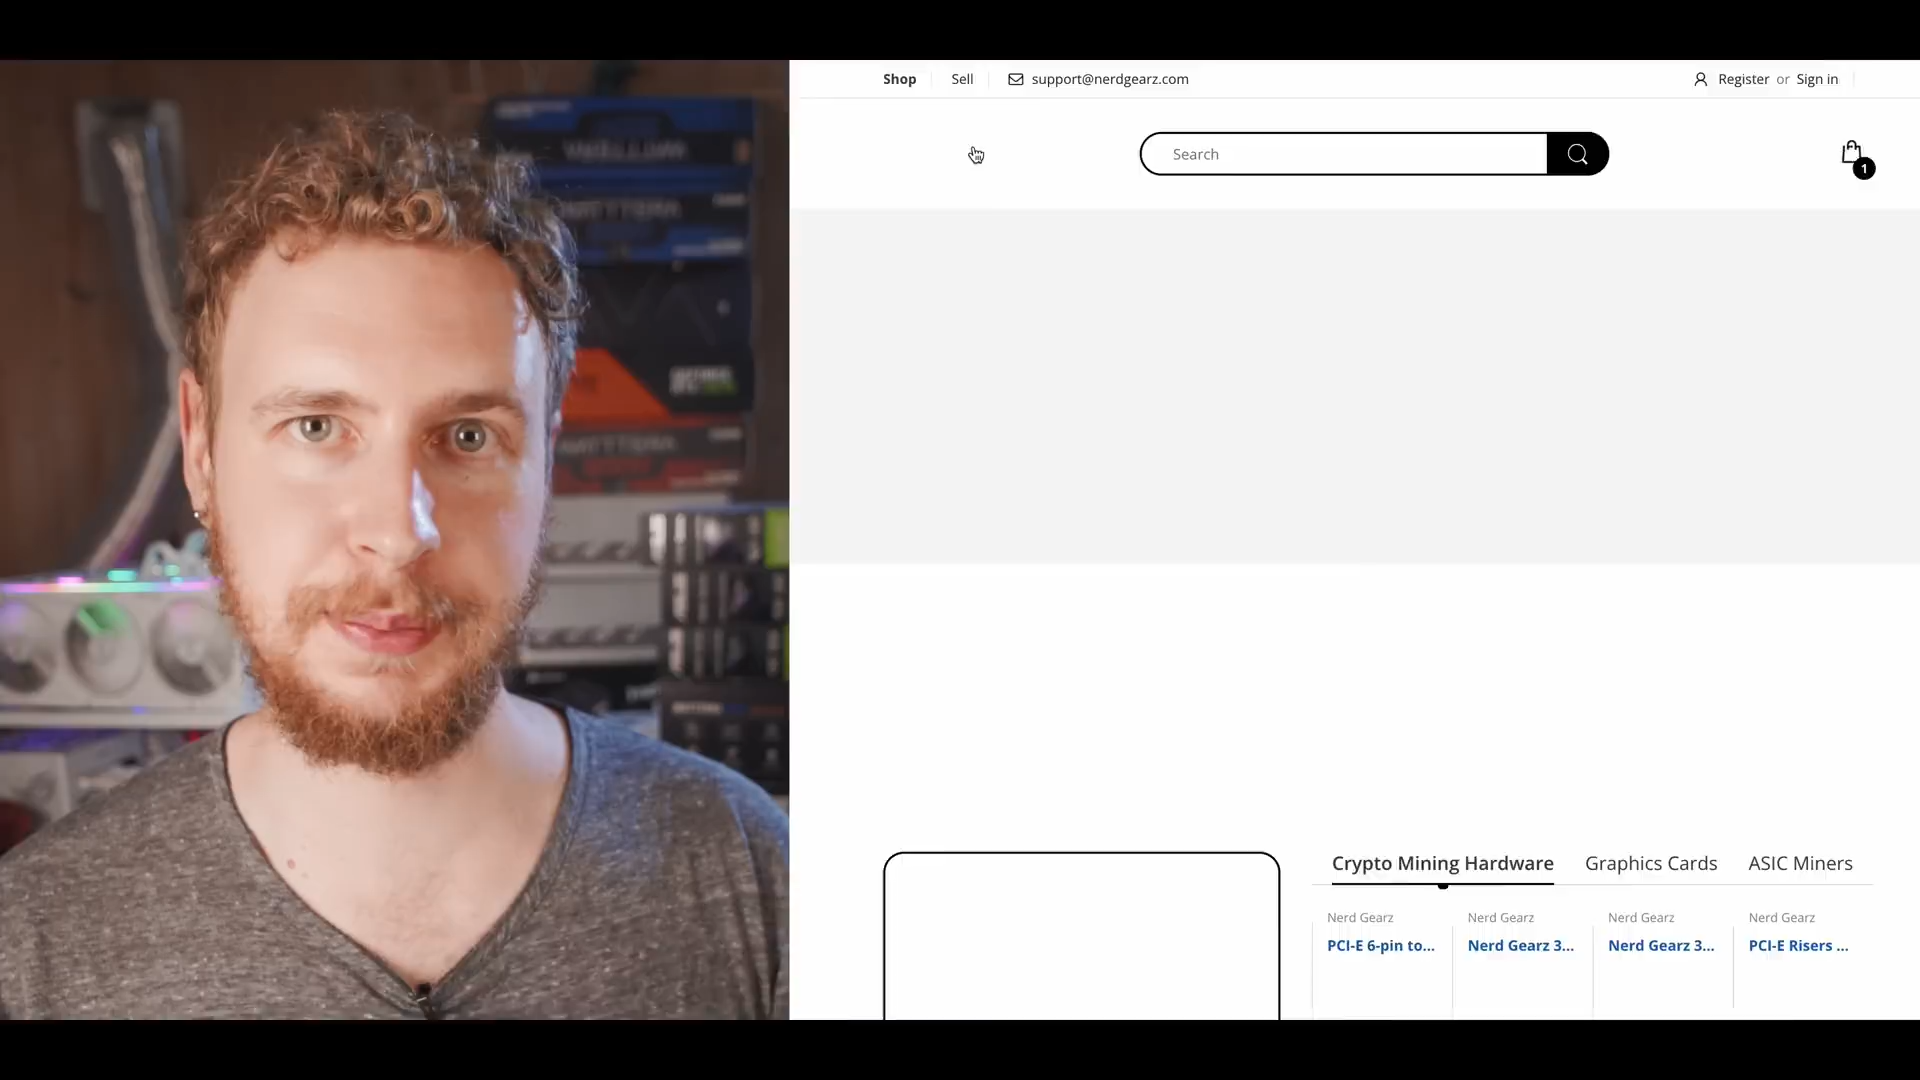 Shop
Sell
support@nerdgearz.com
Register or Sign in
Search
1
Crypto Mining Hardware
Graphics Cards
ASIC Miners
Nerd Gearz
PCI-E 6-pin to...
Nerd Gearz
Nerd Gearz 3...
Nerd Gearz
Nerd Gearz 3...
Nerd Gearz
PCI-E Risers ...